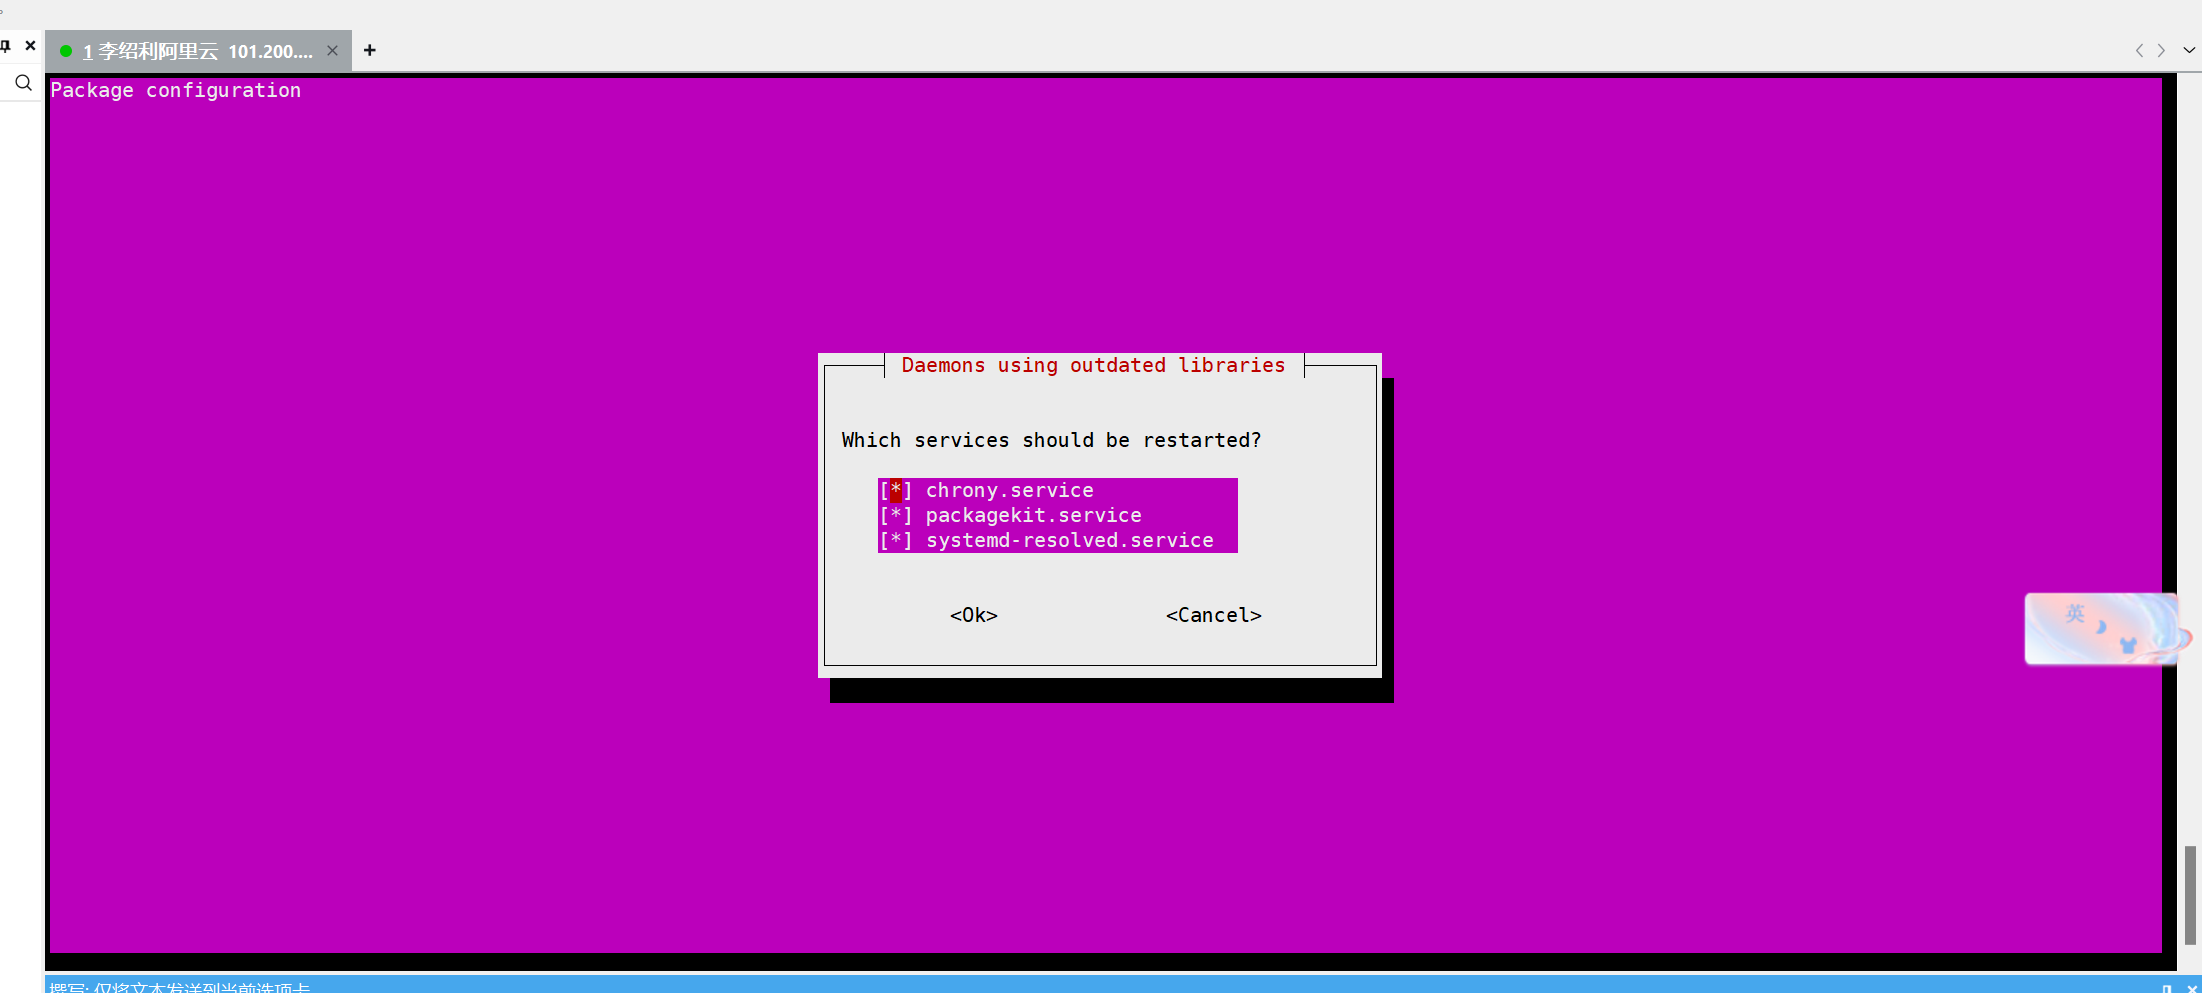 1 李绍利阿里云 101.200....
Package configuration
Daemons using outdated libraries
Which services should be restarted?
[*] chrony.service
[*] packagekit.service
[*] systemd-resolved.service
<Ok> <Cancel>
英
撰写: 仅将文本发送到当前选项卡